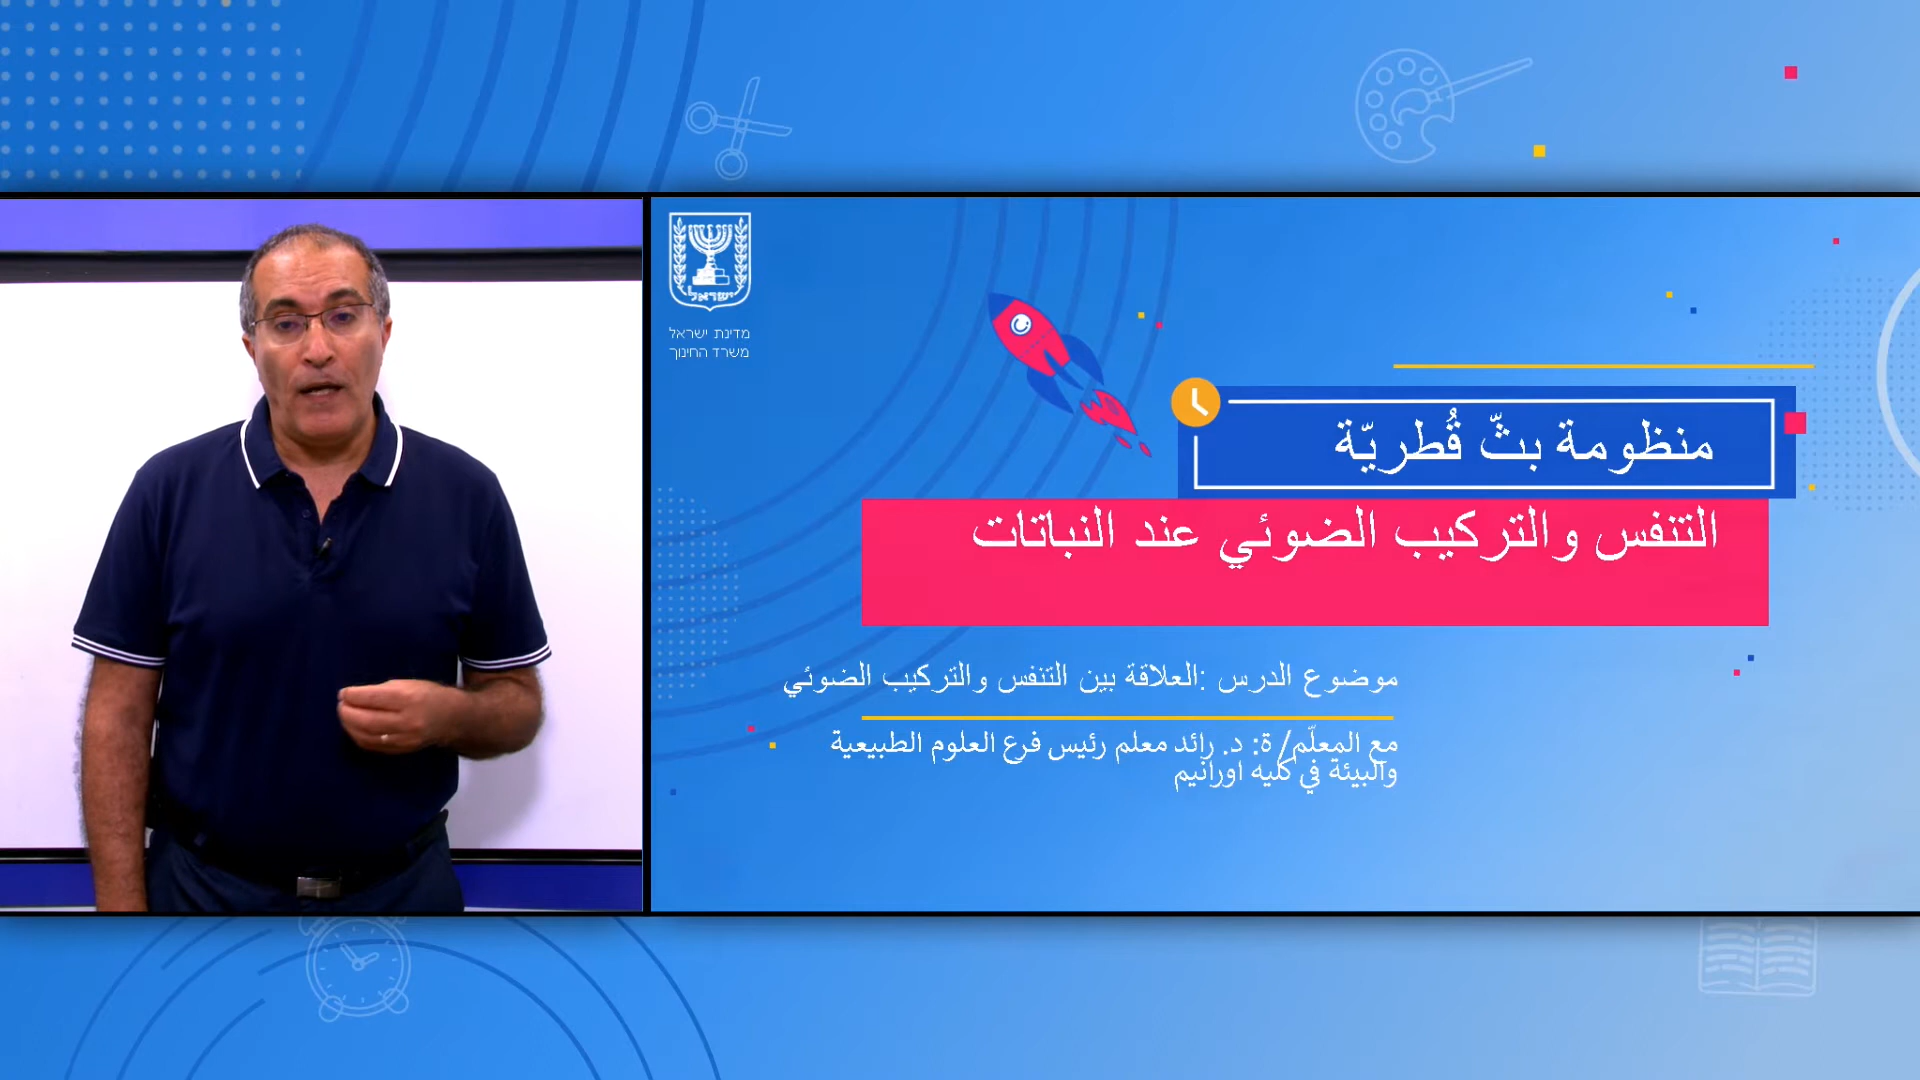 ישראל
מדינת ישראל
משרד החינוך
منظومة بثّ قُطريّة
التنفس والتركيب الضوئي عند النباتات
موضوع الدرس :العلاقة بين التنفس والتركيب الضوئي
مع المعلّم/ة: د. رائد معلم رئيس فرع العلوم الطبيعية
والبيئة في كليه اورانيم